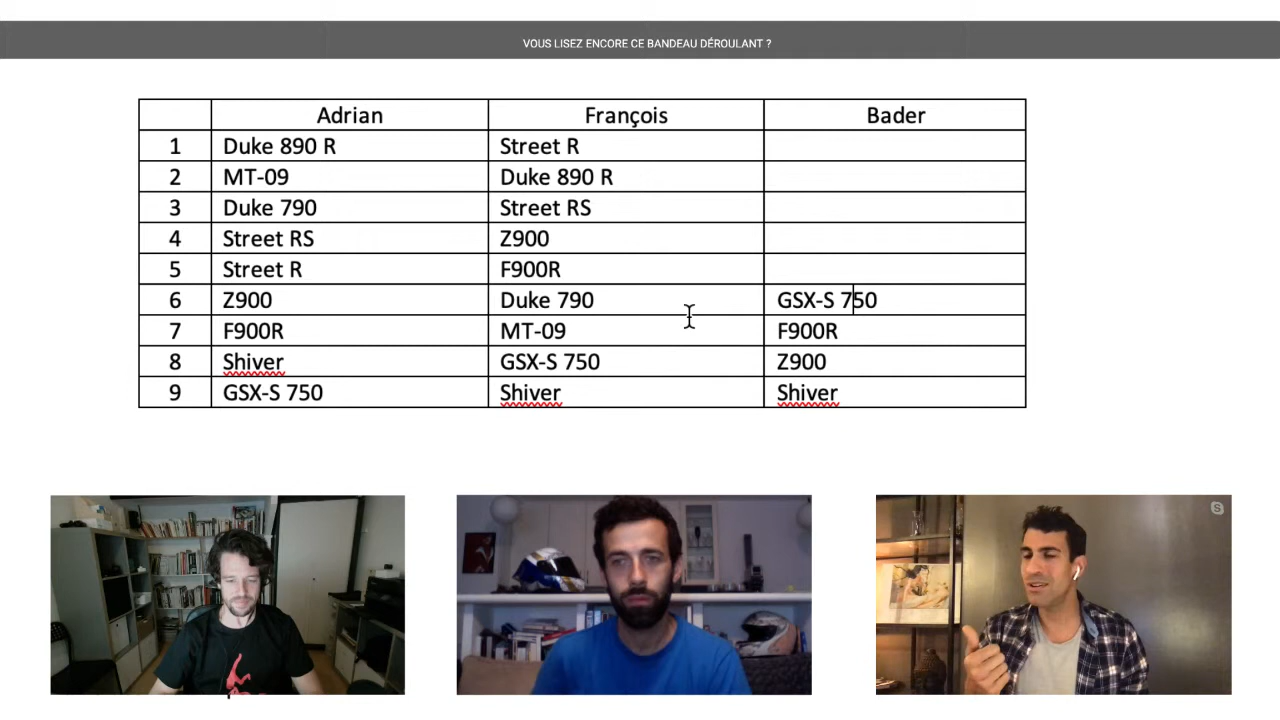 VOUS LISEZ ENCORE CE BANDEAU DÉROULANT ?
Adrian François Bader
1 Duke 890 R Street R
2 MT-09 Duke 890 R
3 Duke 790 Street RS
4 Street RS Z900
5 Street R F900R
6 Z900 Duke 790 GSX-S 750
7 F900R MT-09 F900R
8 Shiver GSX-S 750 Z900
9 GSX-S 750 Shiver Shiver